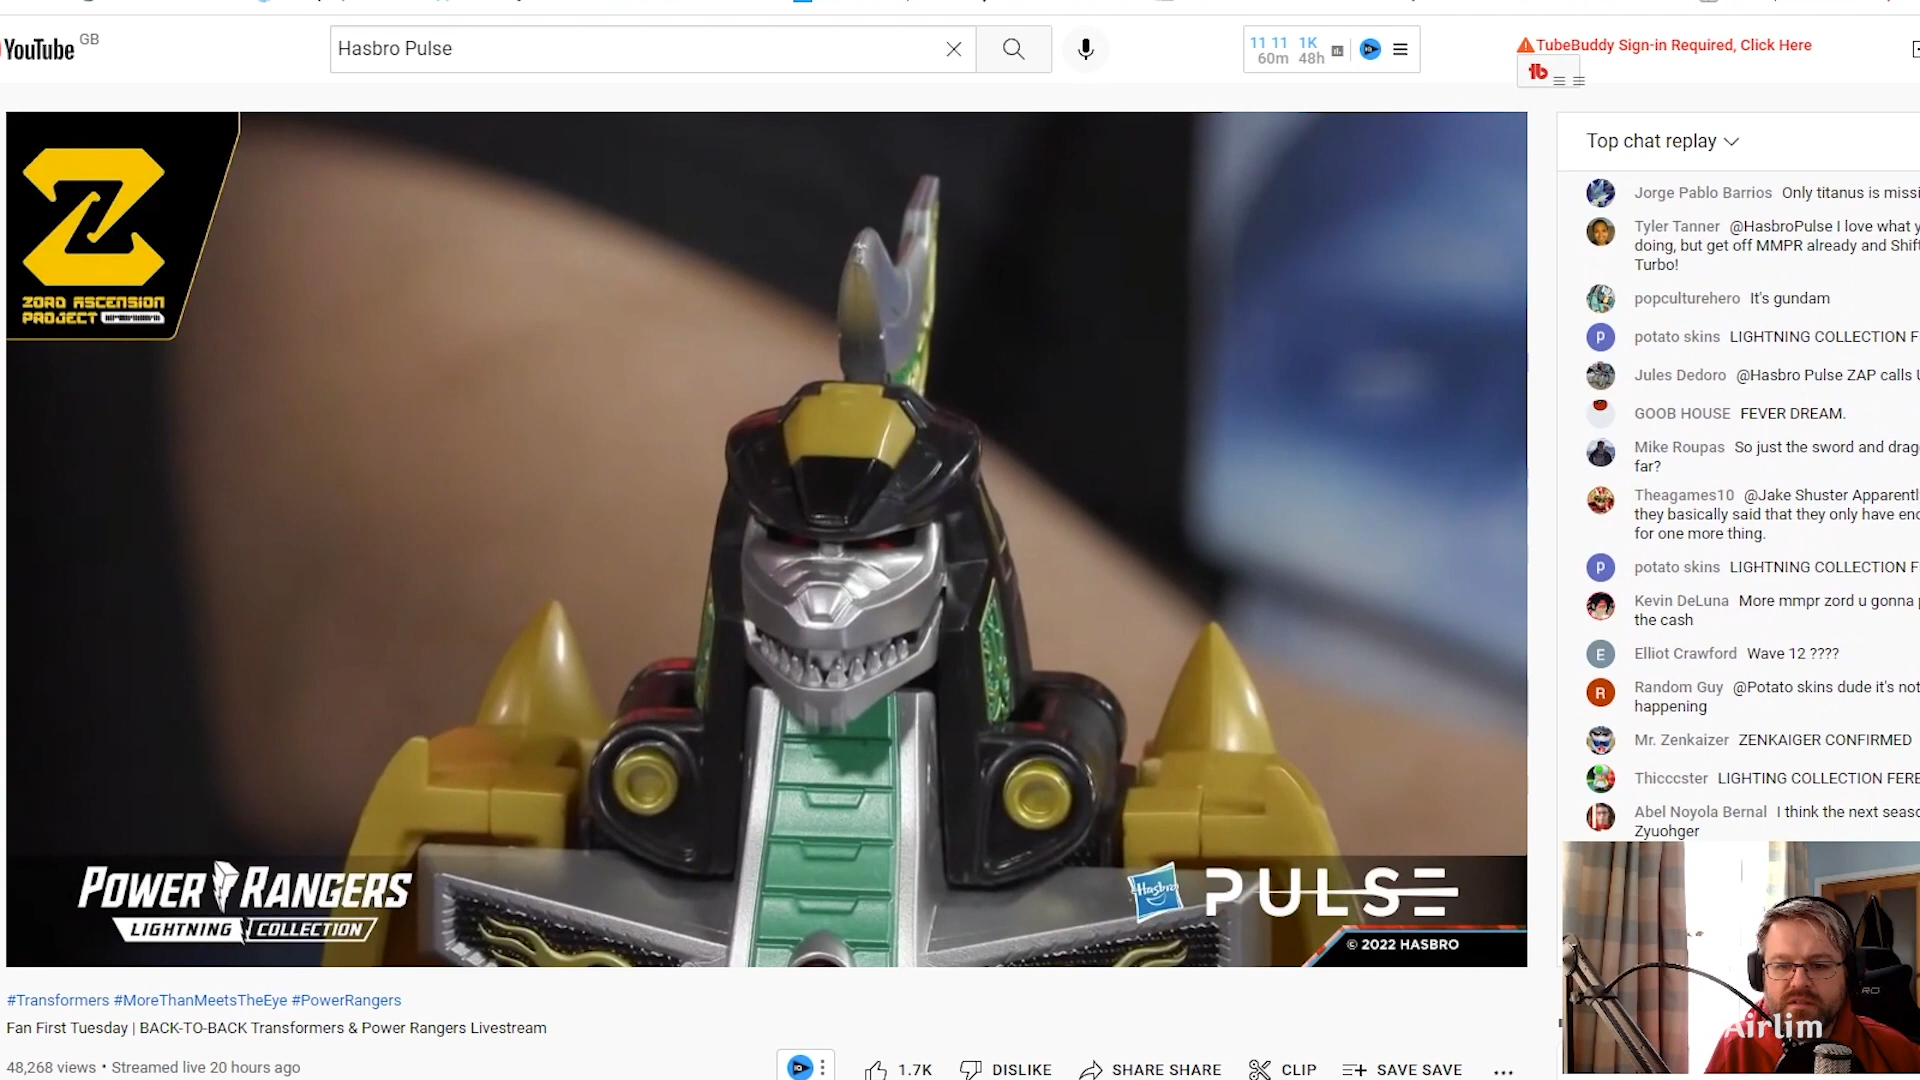 YouTube GB
Hasbro Pulse
11 11 1K
60m 48h
TubeBuddy Sign-in Required, Click Here
tb
Z
ZORD ASCENSION
PROJECT
POWER RANGERS
LIGHTNING COLLECTION
Hasbro PULSE
© 2022 HASBRO
Top chat replay
Jorge Pablo Barrios Only titanus is missi
Tyler Tanner @HasbroPulse I love what y
doing, but get off MMPR already and Shift
Turbo!
popculturehero It's gundam
P potato skins LIGHTNING COLLECTION F
Jules Dedoro @Hasbro Pulse ZAP calls
GOOB HOUSE FEVER DREAM.
Mike Roupas So just the sword and drag
far?
Theagames10 @Jake Shuster Apparentl
they basically said that they only have eno
for one more thing.
P potato skins LIGHTNING COLLECTION F
Kevin DeLuna More mmpr zord u gonna p
the cash
E Elliot Crawford Wave 12 ????
R Random Guy @Potato skins dude it's not
happening
Mr. Zenkaizer ZENKAIGER CONFIRMED
Thicccster LIGHTING COLLECTION FERE
Abel Noyola Bernal I think the next seas
Zyuohger
Airlim
#Transformers #MoreThanMeetsTheEye #PowerRangers
Fan First Tuesday | BACK-TO-BACK Transformers & Power Rangers Livestream
48,268 views • Streamed live 20 hours ago
1.7K DISLIKE SHARE SHARE CLIP SAVE SAVE